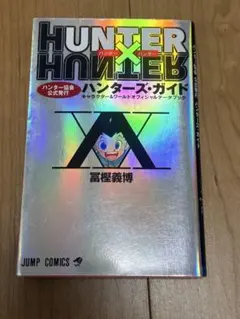 HUNTER
ハンター×ハンター
HUNTER
ハンター協会
公式発行
ハンターズ・ガイド
キャラクター&ワールドオフィシャルデータブック
冨樫義博
JUMP COMICS